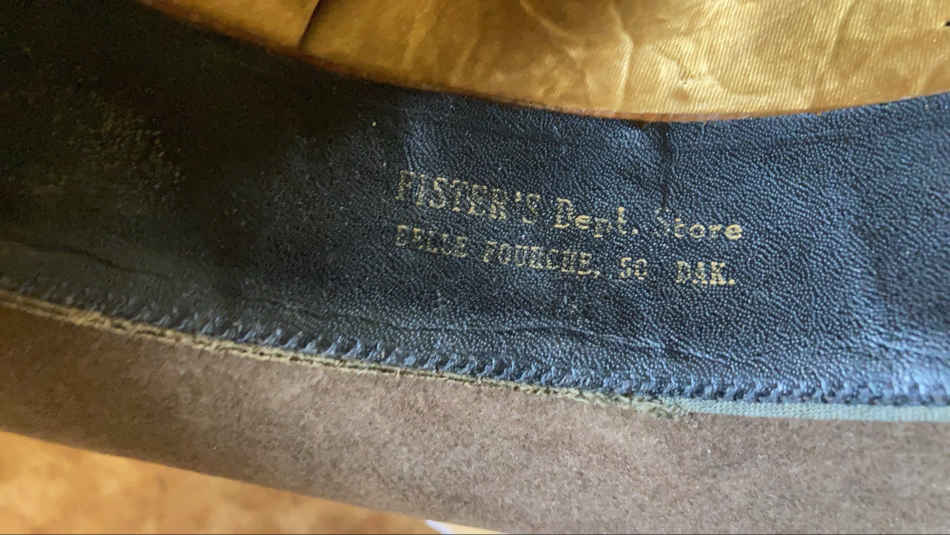 FISTER'S Dept. Store
BELLE FOURCHE, SO DAK.